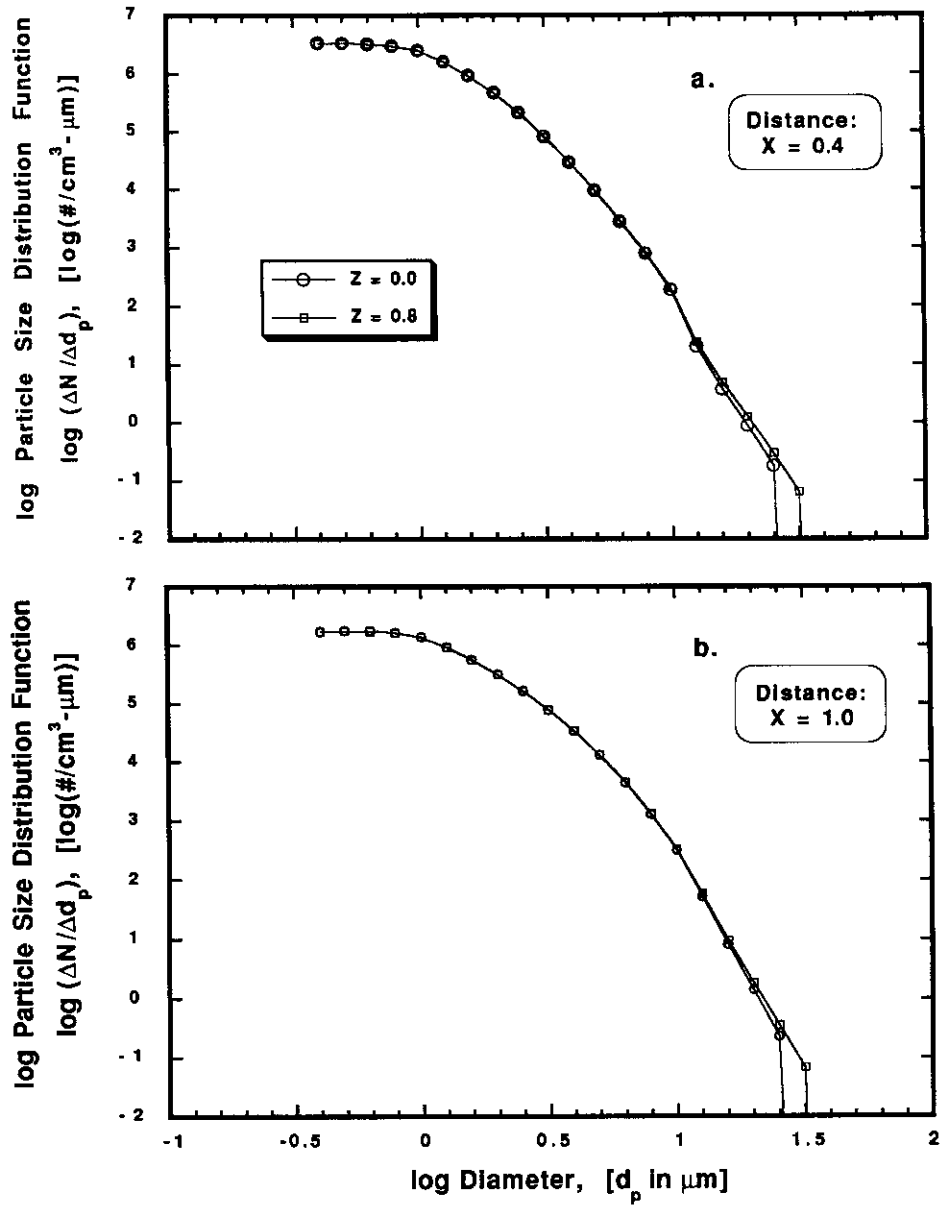 log Particle Size Distribution Function
log (ΔN/Δd_p), [log(#/cm³-μm)]
7
6
5
4
3
2
1
0
-1
-2
a.
Distance:
X = 0.4
Z = 0.0
Z = 0.8
log Particle Size Distribution Function
log (ΔN/Δd_p), [log(#/cm³-μm)]
7
6
5
4
3
2
1
0
-1
-2
b.
Distance:
X = 1.0
-1 -0.5 0 0.5 1 1.5 2
log Diameter, [d_p in μm]